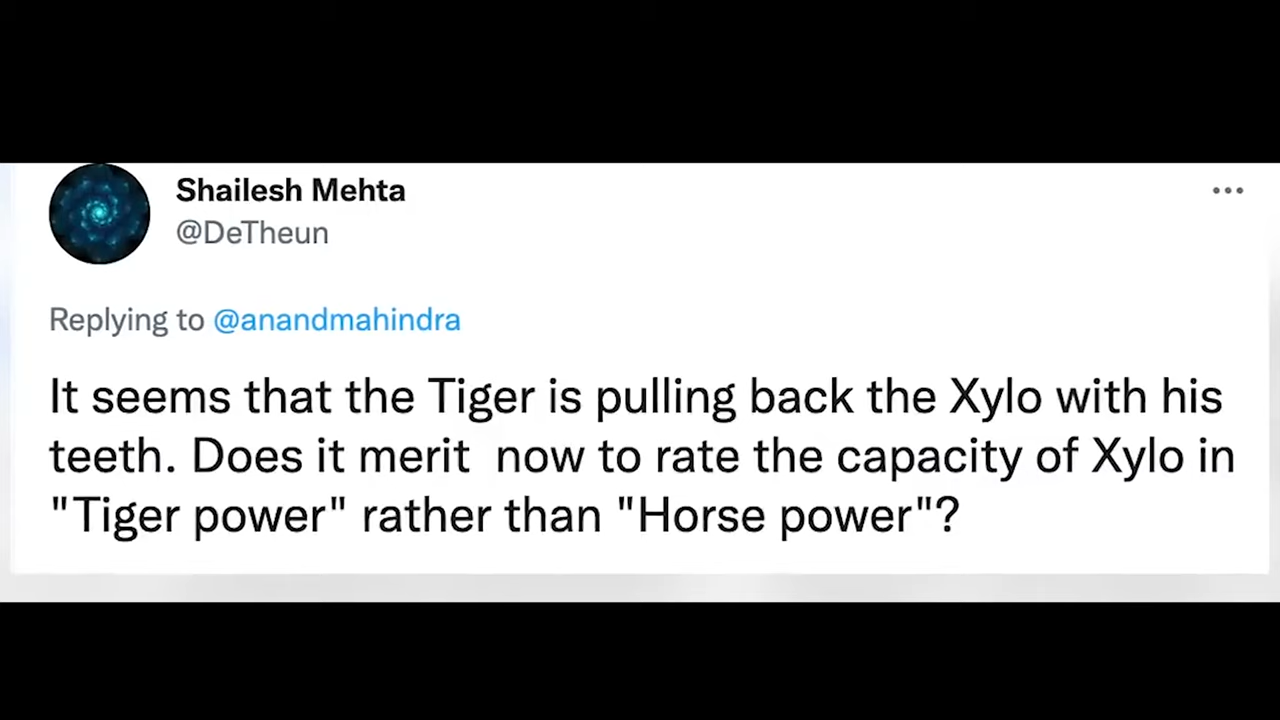 Shailesh Mehta
@DeTheun
Replying to @anandmahindra
It seems that the Tiger is pulling back the Xylo with his
teeth. Does it merit  now to rate the capacity of Xylo in
"Tiger power" rather than "Horse power"?